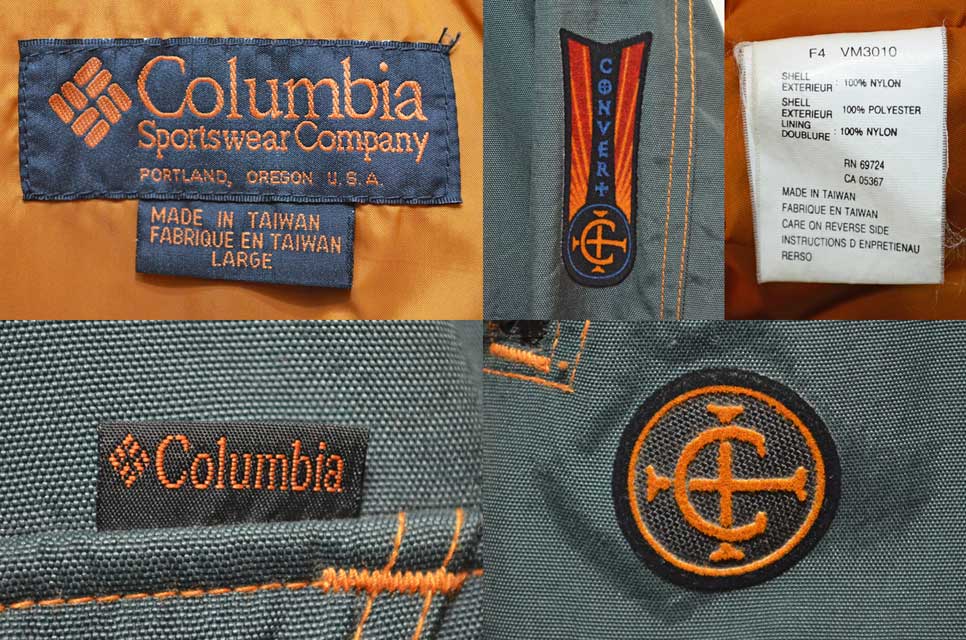 Columbia
Sportswear Company
PORTLAND, OREGON U.S.A.
MADE IN TAIWAN
FABRIQUE EN TAIWAN
LARGE
CONVERT
C
F4 VM3010
SHELL
EXTERIEUR : 100% NYLON
SHELL
EXTERIEUR 100% POLYESTER
LINING
DOUBLURE : 100% NYLON
RN 69724
CA 05367
MADE IN TAIWAN
FABRIQUE EN TAIWAN
CARE ON REVERSE SIDE
INSTRUCTIONS D ENPRETIENAU
RERSO
Columbia
C